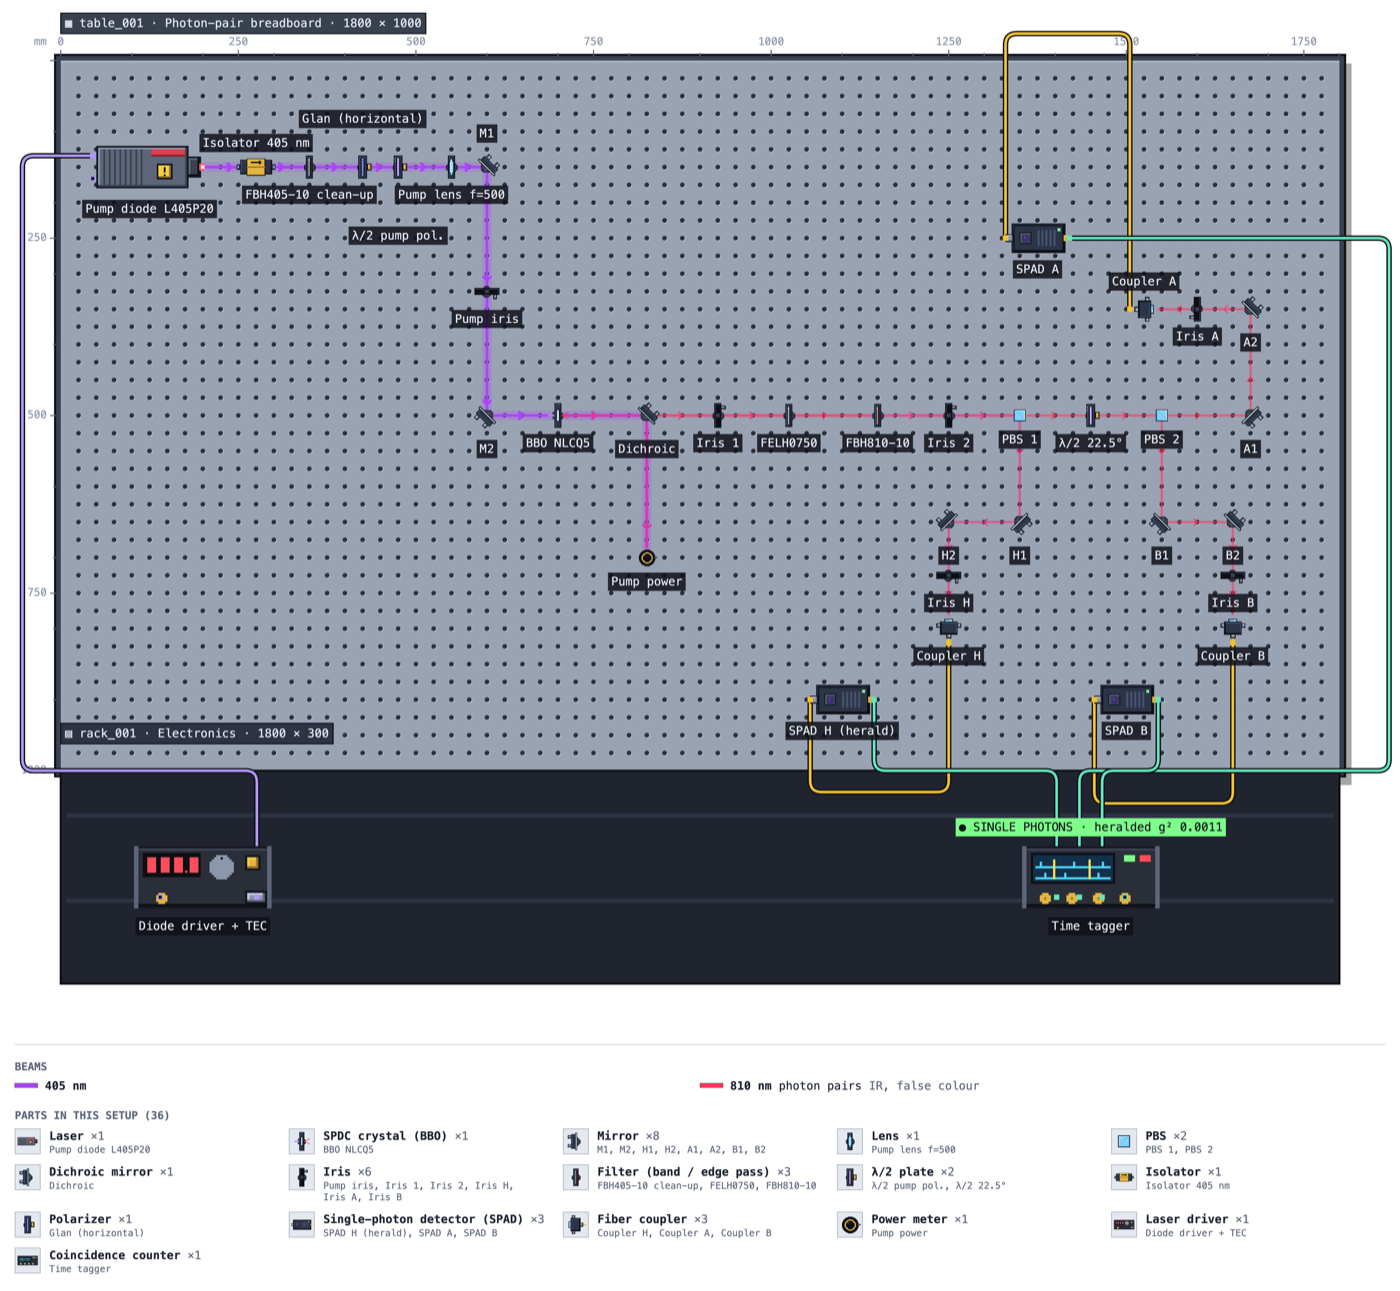 ▦ table_001 · Photon-pair breadboard · 1800 × 1000
mm 0 250 500 750 1000 1250 1500 1750
Glan (horizontal)
M1
Isolator 405 nm
FBH405-10 clean-up
Pump lens f=500
Pump diode L405P20
λ/2 pump pol.
250
SPAD A
Coupler A
Pump iris
Iris A
A2
500
M2
BBO NLCQ5
Dichroic
Iris 1
FELH0750
FBH810-10
Iris 2
PBS 1
λ/2 22.5°
PBS 2
A1
H2
H1
B1
B2
Pump power
750
Iris H
Iris B
Coupler H
Coupler B
SPAD H (herald)
SPAD B
▤ rack_001 · Electronics · 1800 × 300
● SINGLE PHOTONS · heralded g² 0.0011
Diode driver + TEC
Time tagger
BEAMS
405 nm
810 nm photon pairs IR, false colour
PARTS IN THIS SETUP (36)
Laser ×1
Pump diode L405P20
SPDC crystal (BBO) ×1
BBO NLCQ5
Mirror ×8
M1, M2, H1, H2, A1, A2, B1, B2
Lens ×1
Pump lens f=500
PBS ×2
PBS 1, PBS 2
Dichroic mirror ×1
Dichroic
Iris ×6
Pump iris, Iris 1, Iris 2, Iris H,
Iris A, Iris B
Filter (band / edge pass) ×3
FBH405-10 clean-up, FELH0750, FBH810-10
λ/2 plate ×2
λ/2 pump pol., λ/2 22.5°
Isolator ×1
Isolator 405 nm
Polarizer ×1
Glan (horizontal)
Single-photon detector (SPAD) ×3
SPAD H (herald), SPAD A, SPAD B
Fiber coupler ×3
Coupler H, Coupler A, Coupler B
Power meter ×1
Pump power
Laser driver ×1
Diode driver + TEC
Coincidence counter ×1
Time tagger